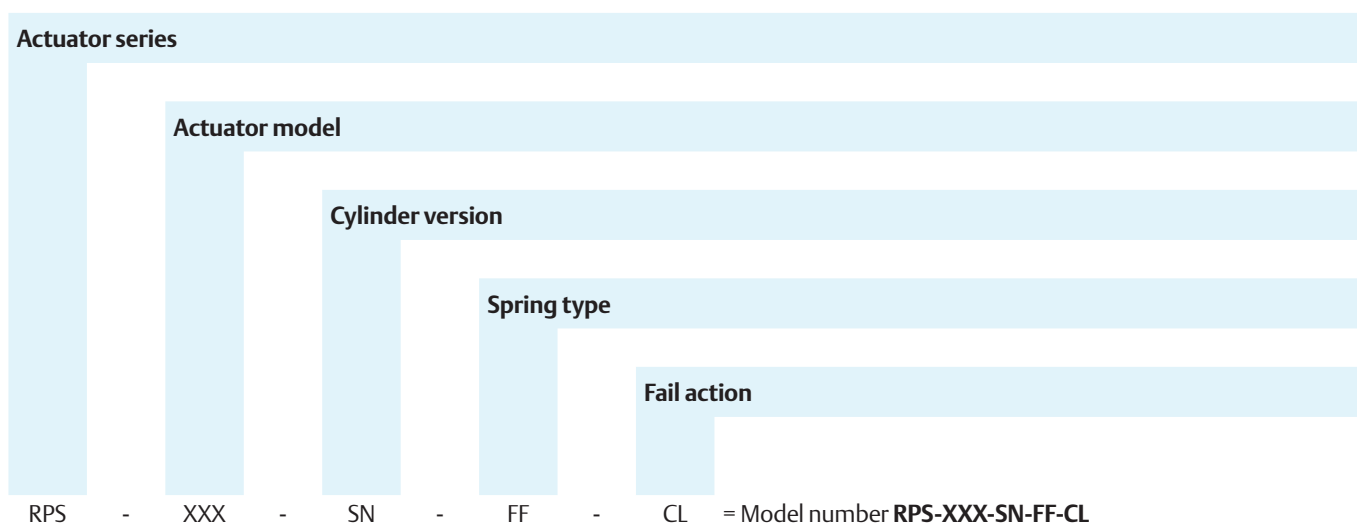 Actuator series
Actuator model
Cylinder version
Spring type
Fail action
RPS - XXX - SN - FF - CL = Model number RPS-XXX-SN-FF-CL